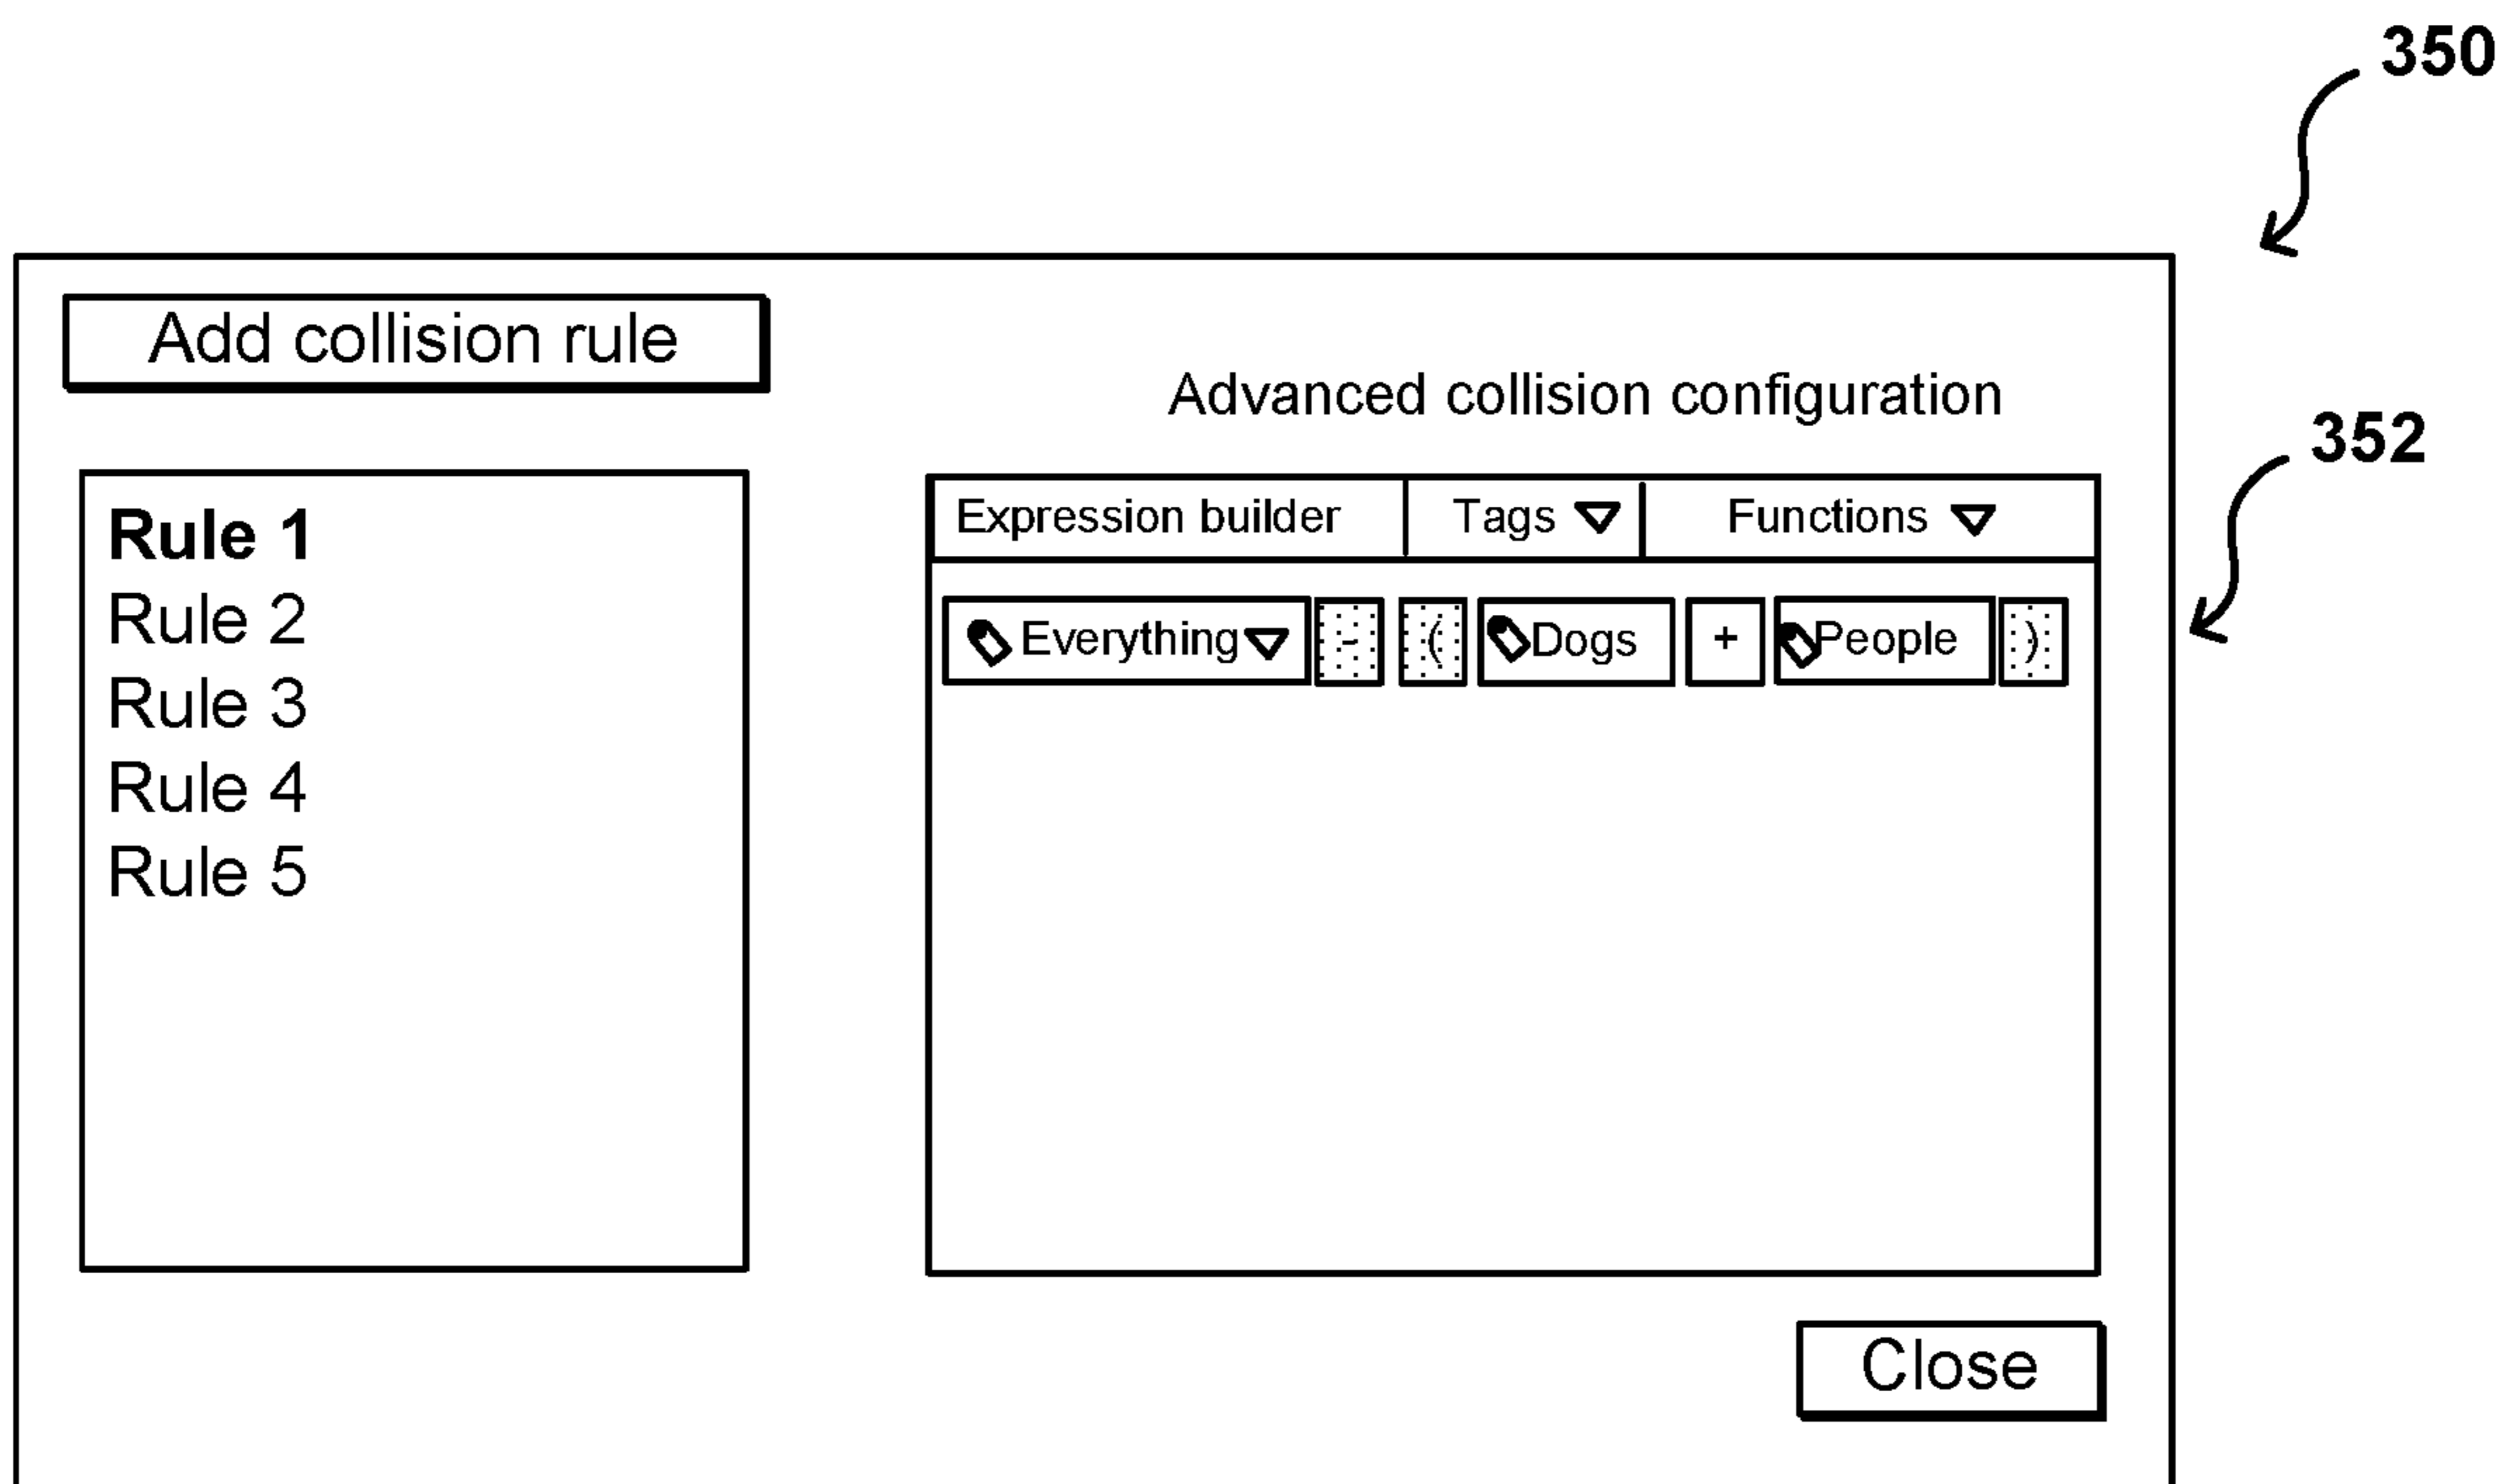 350
Add collision rule
Advanced collision configuration
352
Rule 1
Rule 2
Rule 3
Rule 4
Rule 5
Expression builder Tags Functions
Everything - ( Dogs + People )
Close